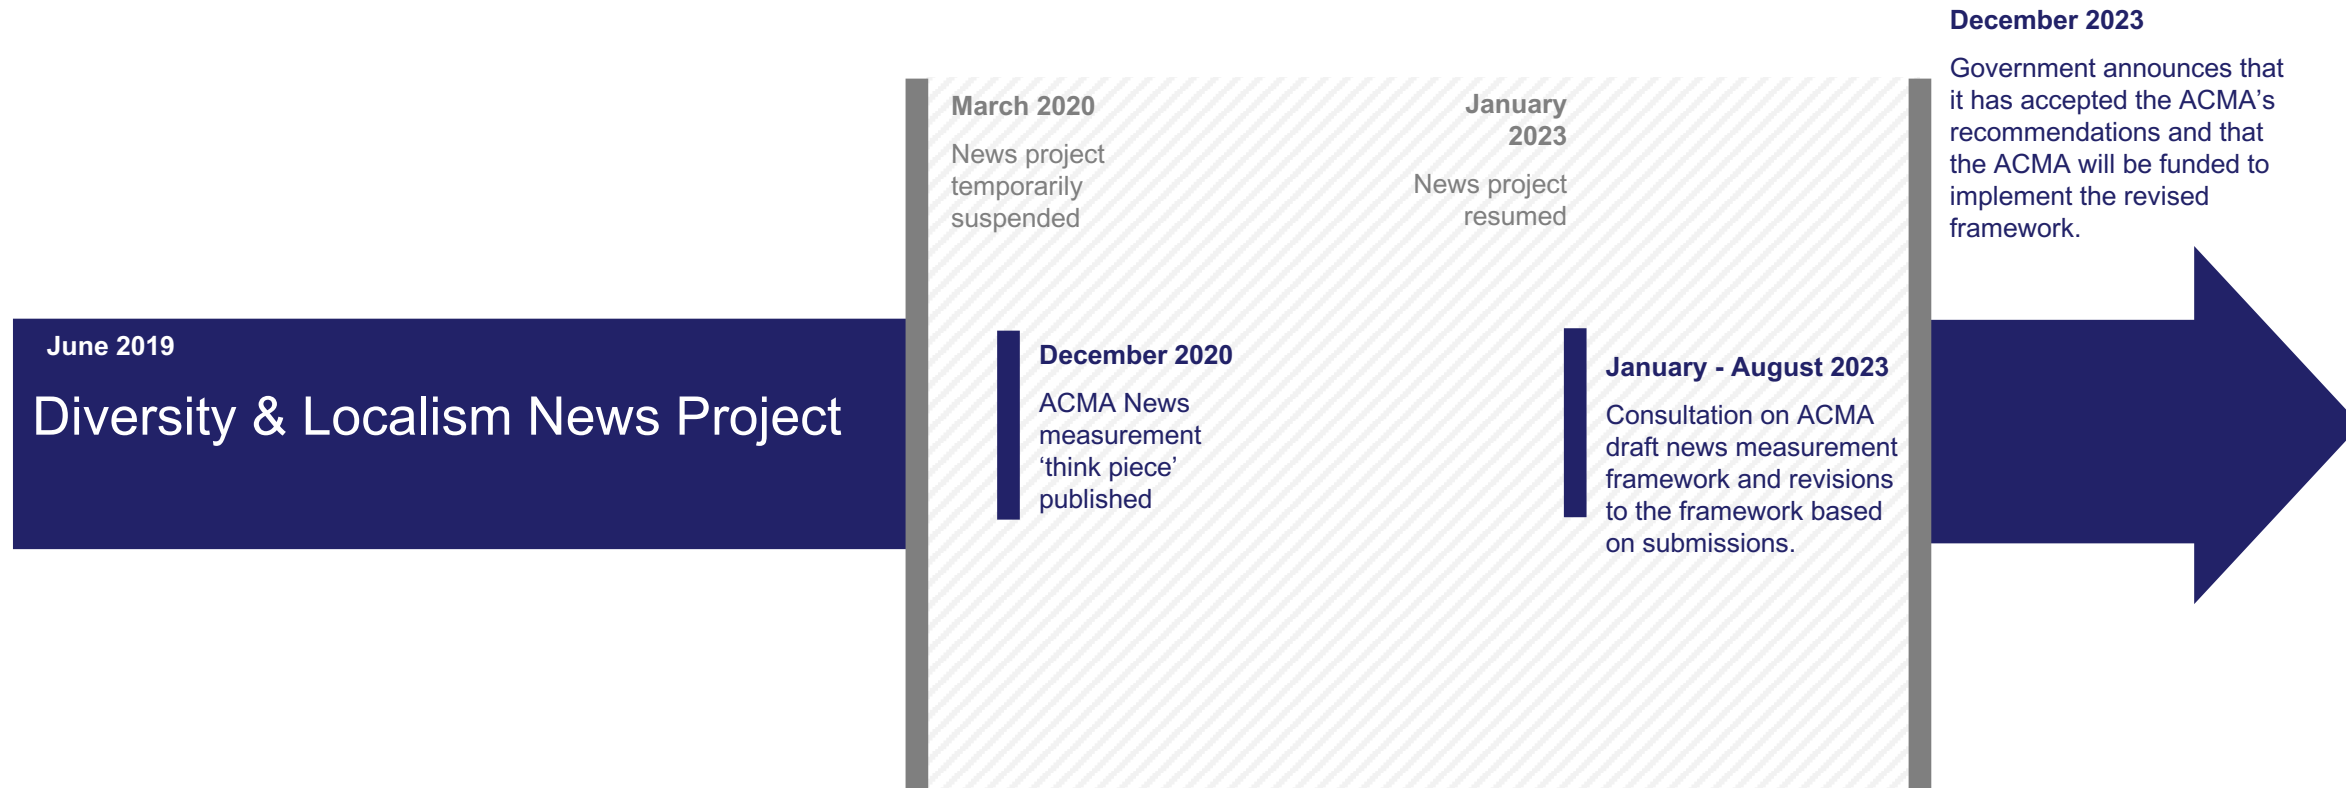 June 2019
Diversity & Localism News Project
March 2020
News project
temporarily
suspended
December 2020
ACMA News
measurement
‘think piece’
published
January
2023
News project
resumed
January - August 2023
Consultation on ACMA
draft news measurement
framework and revisions
to the framework based
on submissions.
December 2023
Government announces that
it has accepted the ACMA’s
recommendations and that
the ACMA will be funded to
implement the revised
framework.